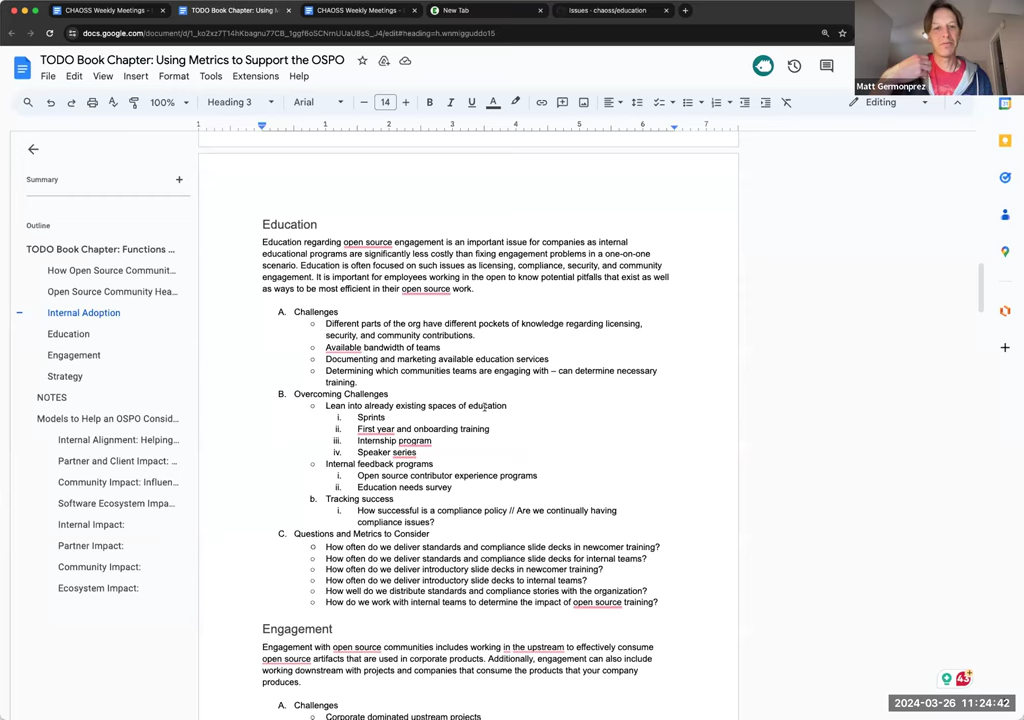 CHAOSS Weekly Meetings -
TODO Book Chapter: Using M
CHAOSS Weekly Meetings -
New Tab
Issues · chaoss/education
docs.google.com/document/d/1_ko2xz7T14hKbagnu77CB_1ggf6oSCNrnUUaU8sS_J4/edit#heading=h.wnmigguddo15
TODO Book Chapter: Using Metrics to Support the OSPO
File Edit View Insert Format Tools Extensions Help
100% Heading 3 Arial 14 Editing
Matt Germonprez
1 1 2 3 4 5 6 7
Summary
Outline
TODO Book Chapter: Functions ...
How Open Source Communit...
Open Source Community Hea...
Internal Adoption
Education
Engagement
Strategy
NOTES
Models to Help an OSPO Consid...
Internal Alignment: Helping...
Partner and Client Impact: ...
Community Impact: Influen...
Software Ecosystem Impa...
Internal Impact:
Partner Impact:
Community Impact:
Ecosystem Impact:
Education
Education regarding open source engagement is an important issue for companies as internal
educational programs are significantly less costly than fixing engagement problems in a one-on-one
scenario. Education is often focused on such issues as licensing, compliance, security, and community
engagement. It is important for employees working in the open to know potential pitfalls that exist as well
as ways to be most efficient in their open source work.
A. Challenges
○ Different parts of the org have different pockets of knowledge regarding licensing,
security, and community contributions.
○ Available bandwidth of teams
○ Documenting and marketing available education services
○ Determining which communities teams are engaging with – can determine necessary
training.
B. Overcoming Challenges
○ Lean into already existing spaces of education
i. Sprints
ii. First year and onboarding training
iii. Internship program
iv. Speaker series
○ Internal feedback programs
i. Open source contributor experience programs
ii. Education needs survey
b. Tracking success
i. How successful is a compliance policy // Are we continually having
compliance issues?
C. Questions and Metrics to Consider
○ How often do we deliver standards and compliance slide decks in newcomer training?
○ How often do we deliver standards and compliance slide decks for internal teams?
○ How often do we deliver introductory slide decks in newcomer training?
○ How often do we deliver introductory slide decks to internal teams?
○ How well do we distribute standards and compliance stories with the organization?
○ How do we work with internal teams to determine the impact of open source training?
Engagement
Engagement with open source communities includes working in the upstream to effectively consume
open source artifacts that are used in corporate products. Additionally, engagement can also include
working downstream with projects and companies that consume the products that your company
produces.
A. Challenges
○ Corporate dominated upstream projects
43
2024-03-26 11:24:42